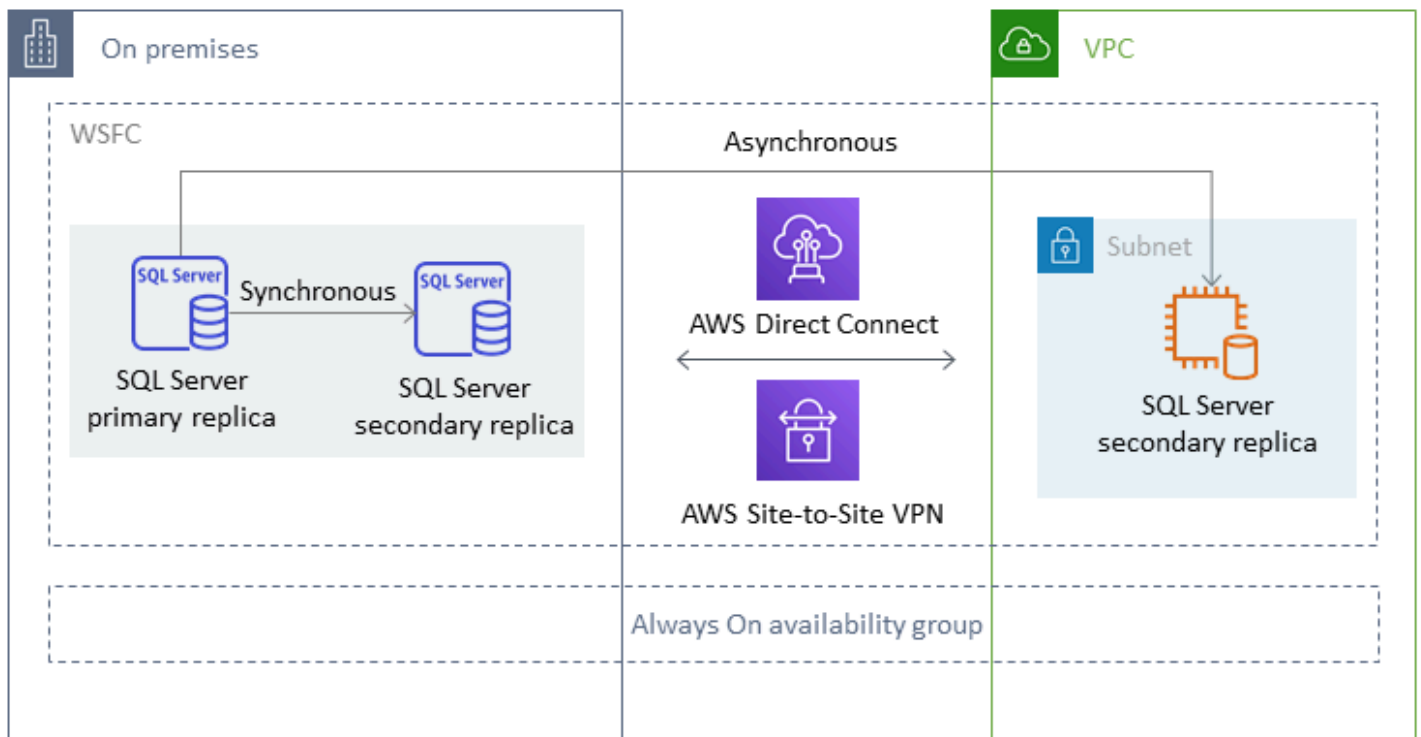 On premises
VPC
WSFC
Asynchronous
Subnet
SQL Server
Synchronous
SQL Server
SQL Server
primary replica
SQL Server
secondary replica
AWS Direct Connect
AWS Site-to-Site VPN
SQL Server
secondary replica
Always On availability group